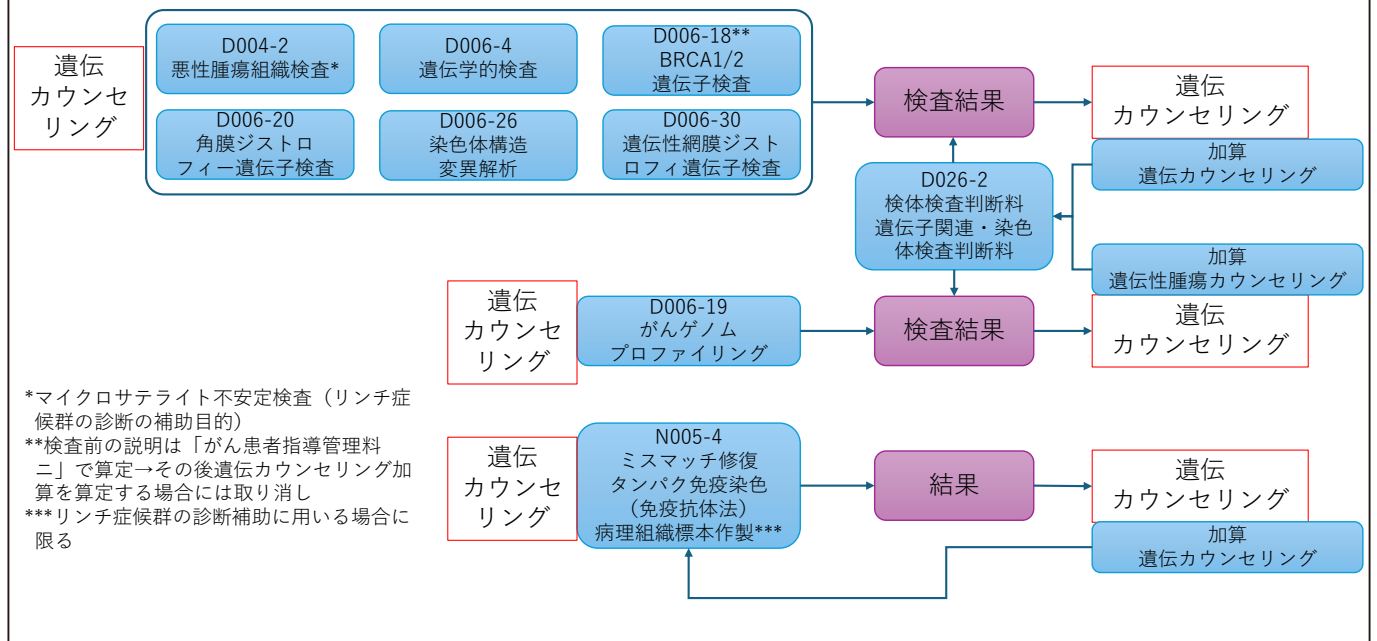 遺伝
カウンセ
リング
D004-2
悪性腫瘍組織検査*
D006-4
遺伝学的検査
D006-18**
BRCA1/2
遺伝子検査
D006-20
角膜ジストロ
フィー遺伝子検査
D006-26
染色体構造
変異解析
D006-30
遺伝性網膜ジスト
ロフィ遺伝子検査
検査結果
遺伝
カウンセリング
加算
遺伝カウンセリング
D026-2
検体検査判断料
遺伝子関連・染色
体検査判断料
加算
遺伝性腫瘍カウンセリング
遺伝
カウンセ
リング
D006-19
がんゲノム
プロファイリング
検査結果
遺伝
カウンセリング
*マイクロサテライト不安定検査（リンチ症
候群の診断の補助目的）
**検査前の説明は「がん患者指導管理料
ニ」で算定→その後遺伝カウンセリング加
算を算定する場合には取り消し
***リンチ症候群の診断補助に用いる場合に
限る
遺伝
カウンセ
リング
N005-4
ミスマッチ修復
タンパク免疫染色
(免疫抗体法)
病理組織標本作製***
結果
遺伝
カウンセリング
加算
遺伝カウンセリング